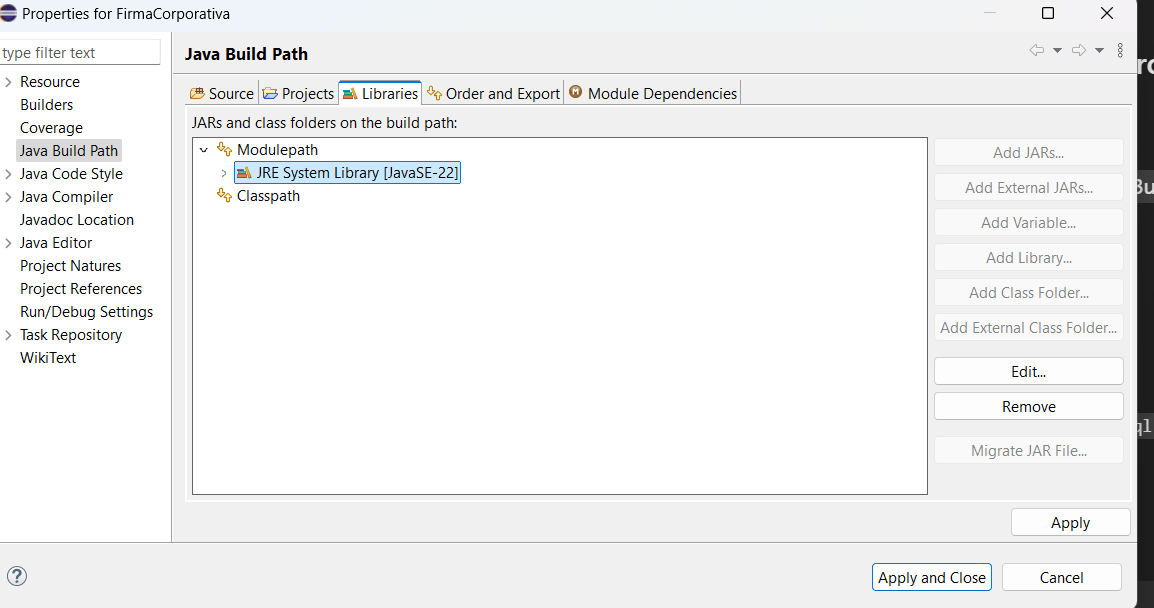 Properties for FirmaCorporativa
type filter text
Resource
Builders
Coverage
Java Build Path
Java Code Style
Java Compiler
Javadoc Location
Java Editor
Project Natures
Project References
Run/Debug Settings
Task Repository
WikiText
Java Build Path
Source Projects Libraries Order and Export Module Dependencies
JARs and class folders on the build path:
Modulepath
JRE System Library [JavaSE-22]
Classpath
Add JARs...
Add External JARs...
Add Variable...
Add Library...
Add Class Folder...
Add External Class Folder...
Edit...
Remove
Migrate JAR File...
Apply
Apply and Close Cancel